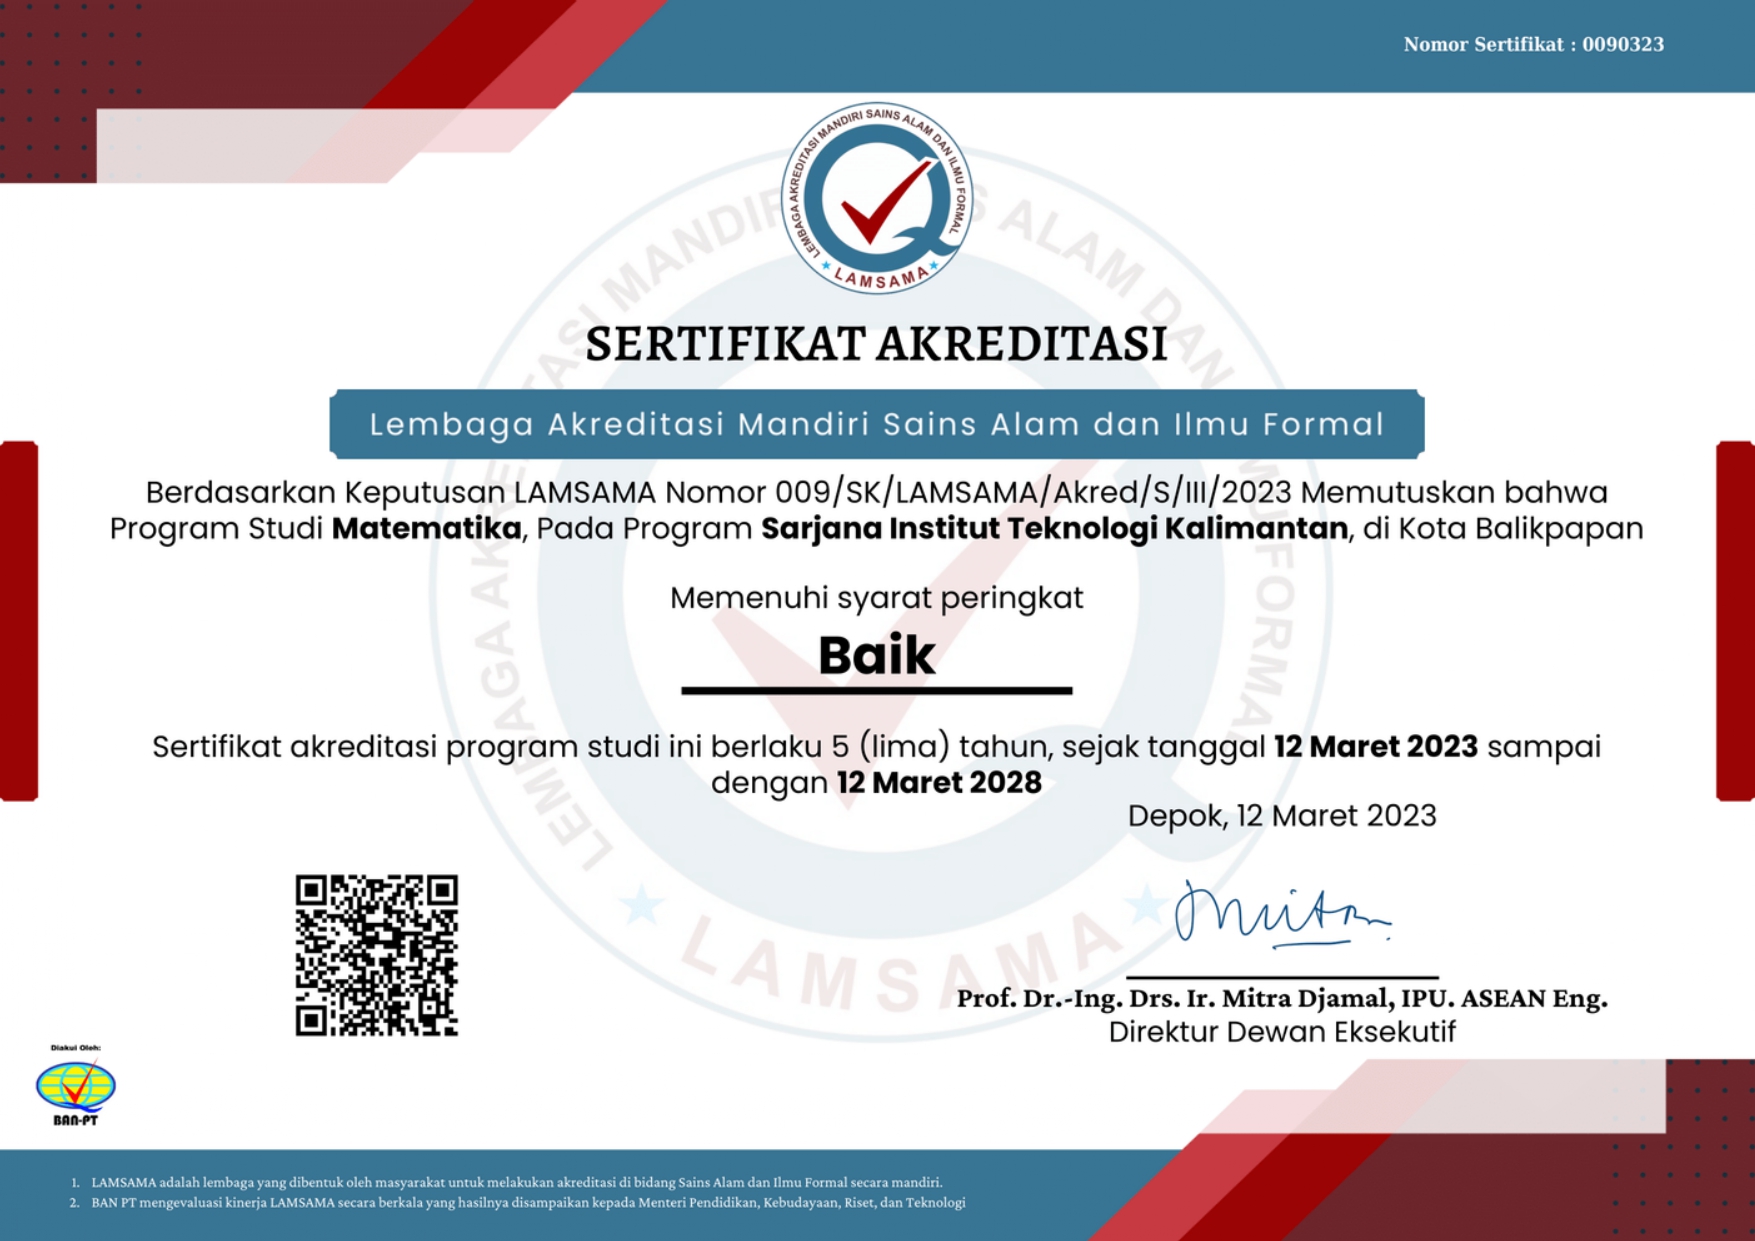 Nomor Sertifikat : 0090323
LEMBAGA AKREDITASI MANDIRI SAINS ALAM DAN ILMU FORMAL
LAMSAMA
SERTIFIKAT AKREDITASI
Lembaga Akreditasi Mandiri Sains Alam dan Ilmu Formal
Berdasarkan Keputusan LAMSAMA Nomor 009/SK/LAMSAMA/Akred/S/III/2023 Memutuskan bahwa
Program Studi Matematika, Pada Program Sarjana Institut Teknologi Kalimantan, di Kota Balikpapan
Memenuhi syarat peringkat
Baik
Sertifikat akreditasi program studi ini berlaku 5 (lima) tahun, sejak tanggal 12 Maret 2023 sampai
dengan 12 Maret 2028
Depok, 12 Maret 2023
Prof. Dr.-Ing. Drs. Ir. Mitra Djamal, IPU. ASEAN Eng.
Direktur Dewan Eksekutif
Diakui Oleh:
BAN-PT
1. LAMSAMA adalah lembaga yang dibentuk oleh masyarakat untuk melakukan akreditasi di bidang Sains Alam dan Ilmu Formal secara mandiri.
2. BAN PT mengevaluasi kinerja LAMSAMA secara berkala yang hasilnya disampaikan kepada Menteri Pendidikan, Kebudayaan, Riset, dan Teknologi